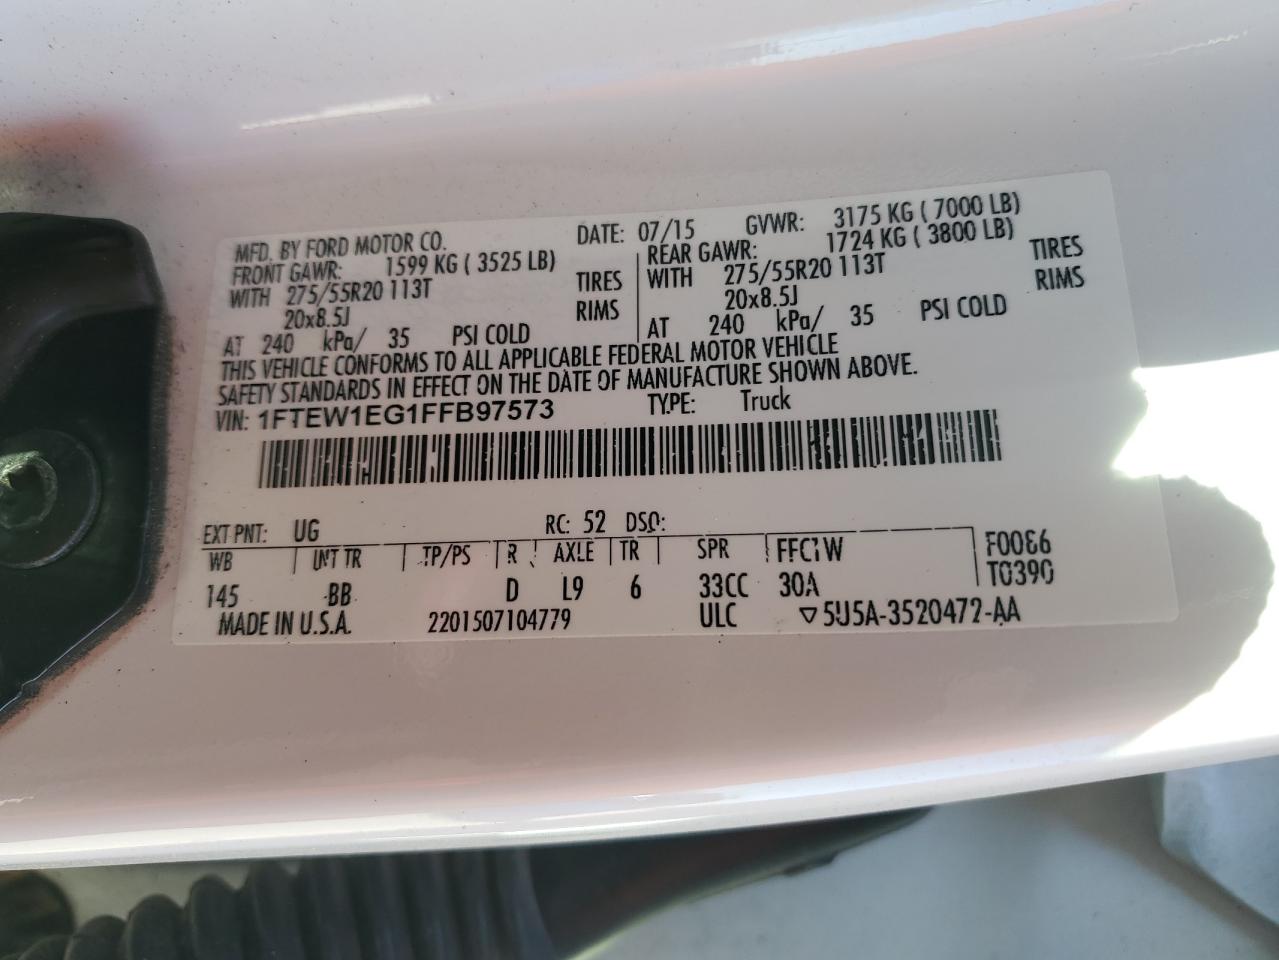 MFD. BY FORD MOTOR CO. DATE: 07/15 GVWR: 3175 KG ( 7000 LB)
FRONT GAWR: 1599 KG ( 3525 LB) REAR GAWR: 1724 KG ( 3800 LB)
WITH 275/55R20 113T TIRES WITH 275/55R20 113T TIRES
20x8.5J RIMS 20x8.5J RIMS
AT 240 kPa/ 35 PSI COLD AT 240 kPa/ 35 PSI COLD
THIS VEHICLE CONFORMS TO ALL APPLICABLE FEDERAL MOTOR VEHICLE
SAFETY STANDARDS IN EFFECT ON THE DATE OF MANUFACTURE SHOWN ABOVE.
VIN: 1FTEW1EG1FFB97573 TYPE: Truck
EXT PNT: UG RC: 52 DSO:
WB INT TR TP/PS R AXLE TR SPR FFC1W F0086
145 BB D L9 6 33CC 30A T0390
MADE IN U.S.A. 2201507104779 ULC ▽5U5A-3520472-AA